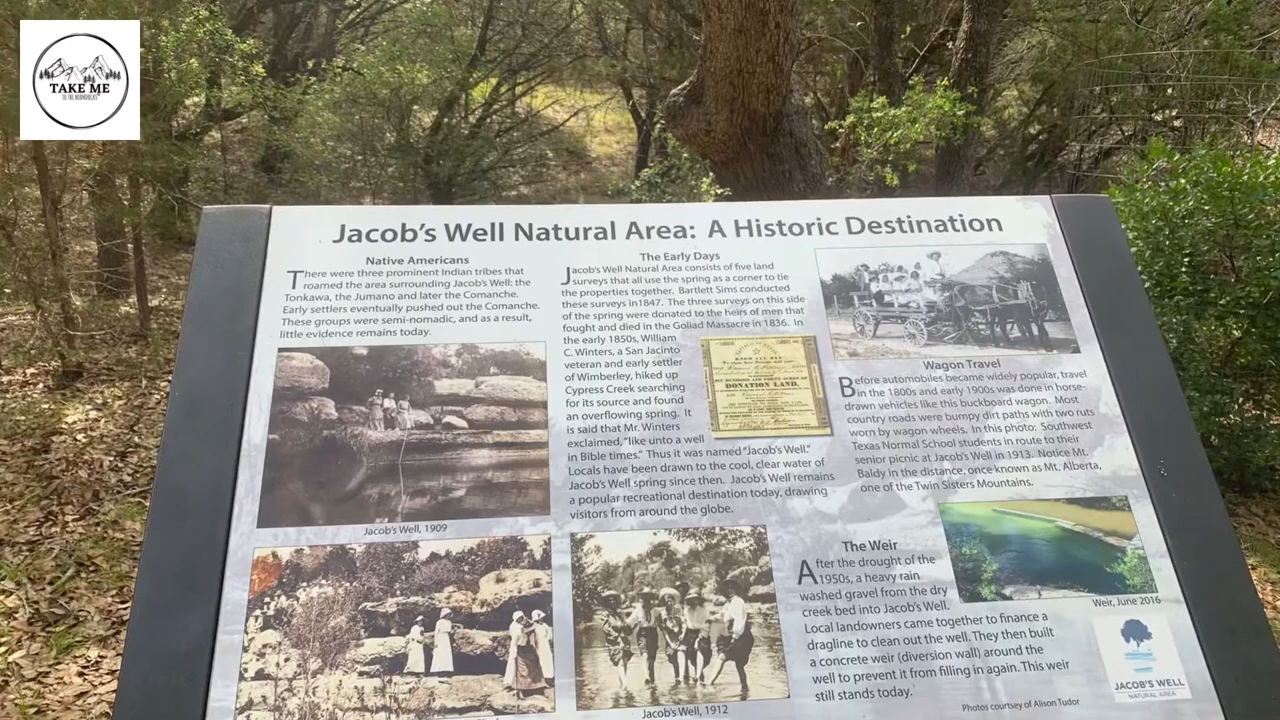 TAKE ME
TO THE BOONDOCKS
Jacob's Well Natural Area: A Historic Destination
Native Americans
There were three prominent Indian tribes that
roamed the area surrounding Jacob's Well: the
Tonkawa, the Jumano and later the Comanche.
Early settlers eventually pushed out the Comanche.
These groups were semi-nomadic, and as a result,
little evidence remains today.
Jacob's Well, 1909
The Early Days
Jacob's Well Natural Area consists of five land
surveys that all use the spring as a corner to tie
the properties together. Bartlett Sims conducted
these surveys in1847. The three surveys on this side
of the spring were donated to the heirs of men that
fought and died in the Goliad Massacre in 1836. In
the early 1850s, William
C. Winters, a San Jacinto
veteran and early settler
of Wimberley, hiked up
Cypress Creek searching
for its source and found
an overflowing spring. It
is said that Mr. Winters
exclaimed, "like unto a well
in Bible times." Thus it was named "Jacob's Well."
Locals have been drawn to the cool, clear water of
Jacob's Well spring since then. Jacob's Well remains
a popular recreational destination today, drawing
visitors from around the globe.
KNOW ALL MEN
DONATION LAND,
Jacob's Well, 1912
Wagon Travel
Before automobiles became widely popular, travel
in the 1800s and early 1900s was done in horse-
drawn vehicles like this buckboard wagon. Most
country roads were bumpy dirt paths with two ruts
worn by wagon wheels. In this photo: Southwest
Texas Normal School students in route to their
senior picnic at Jacob's Well in 1913. Notice Mt.
Baldy in the distance, once known as Mt. Alberta,
one of the Twin Sisters Mountains.
The Weir
After the drought of the
1950s, a heavy rain
washed gravel from the dry
creek bed into Jacob's Well.
Local landowners came together to finance a
dragline to clean out the well. They then built
a concrete weir (diversion wall) around the
well to prevent it from filling in again. This weir
still stands today.
Weir, June 2016
JACOB'S WELL
NATURAL AREA
Photos courtsey of Alison Tudor